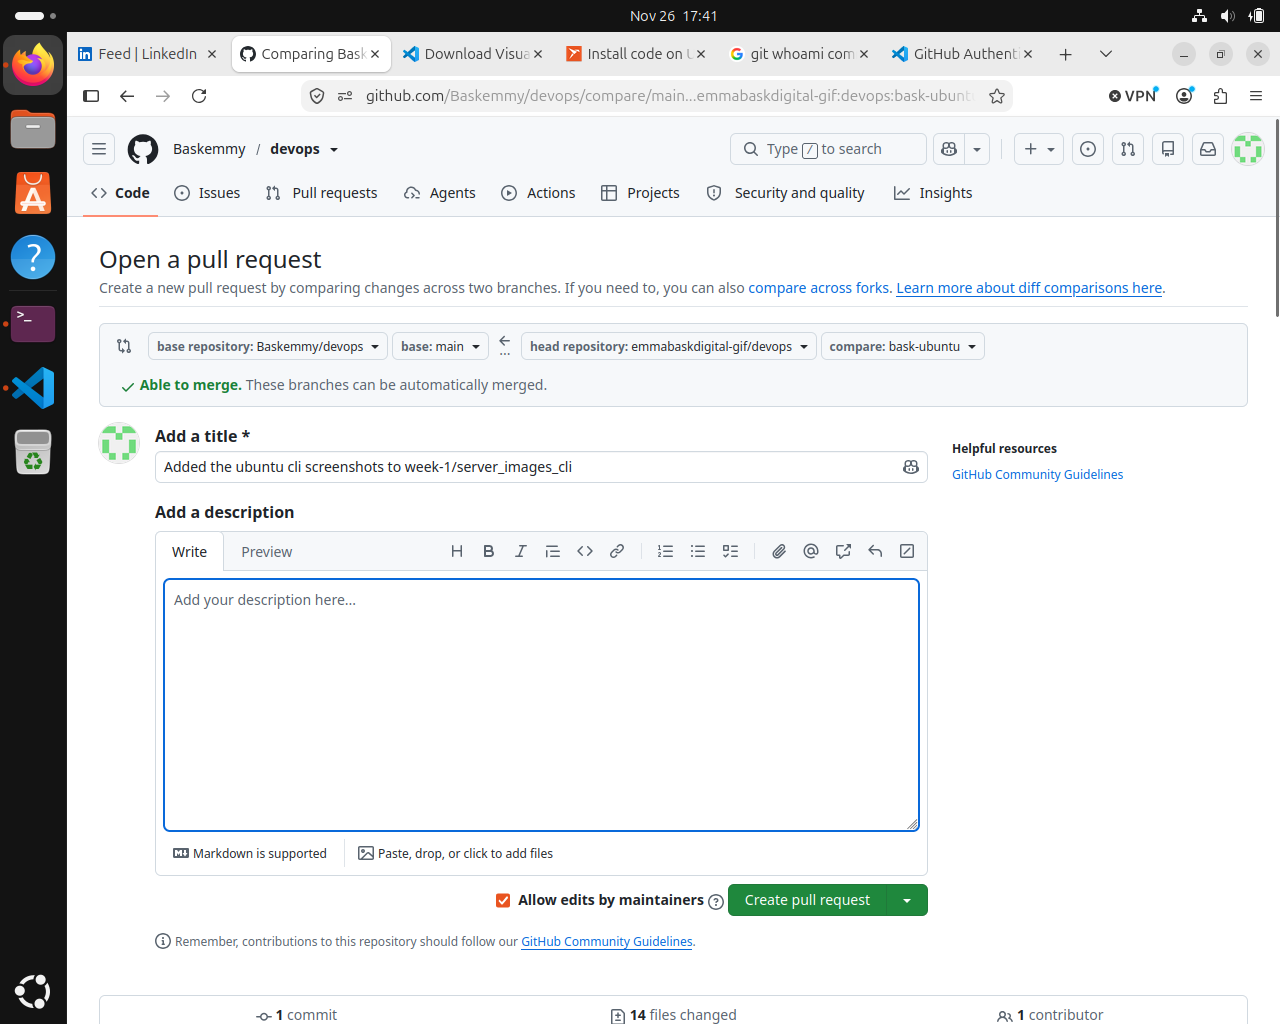 Nov 26 17:41
Feed | LinkedIn
Comparing Bask
Download Visua
Install code on U
git whoami com
GitHub Authenti
github.com/Baskemmy/devops/compare/main...emmabaskdigital-gif:devops:bask-ubuntu
VPN
Baskemmy / devops
Type / to search
Code
Issues
Pull requests
Agents
Actions
Projects
Security and quality
Insights
Open a pull request
Create a new pull request by comparing changes across two branches. If you need to, you can also compare across forks. Learn more about diff comparisons here.
base repository: Baskemmy/devops
base: main
head repository: emmabaskdigital-gif/devops
compare: bask-ubuntu
Able to merge. These branches can be automatically merged.
Add a title *
Added the ubuntu cli screenshots to week-1/server_images_cli
Helpful resources
GitHub Community Guidelines
Add a description
Write
Preview
Add your description here...
Markdown is supported
Paste, drop, or click to add files
Allow edits by maintainers
Create pull request
Remember, contributions to this repository should follow our GitHub Community Guidelines.
1 commit
14 files changed
1 contributor